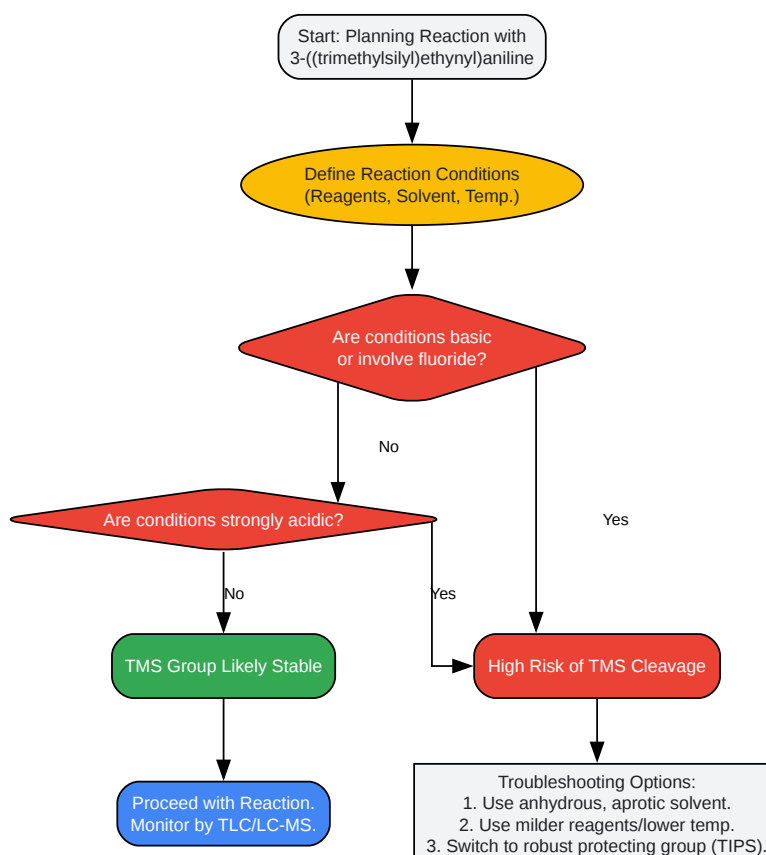 Start: Planning Reaction with
3-((trimethylsilyl)ethynyl)aniline
Define Reaction Conditions
(Reagents, Solvent, Temp.)
Are conditions basic
or involve fluoride?
No
Are conditions strongly acidic?
Yes
No
Yes
TMS Group Likely Stable
High Risk of TMS Cleavage
Proceed with Reaction.
Monitor by TLC/LC-MS.
Troubleshooting Options:
1. Use anhydrous, aprotic solvent.
2. Use milder reagents/lower temp.
3. Switch to robust protecting group (TIPS).